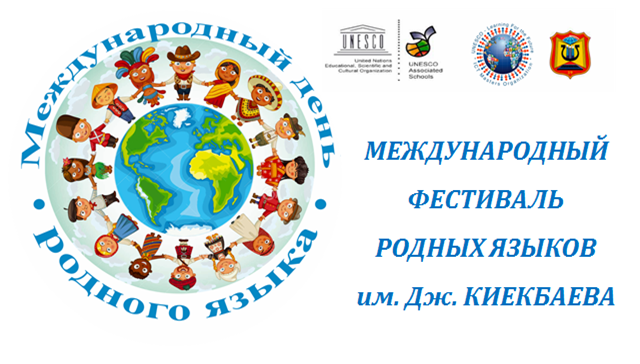 Международный день
• родного языка •
UNESCO
United Nations
Educational, Scientific and
Cultural Organization
UNESCO
Associated
Schools
МЕЖДУНАРОДНЫЙ
ФЕСТИВАЛЬ
РОДНЫХ ЯЗЫКОВ
им. Дж. КИЕКБАЕВА